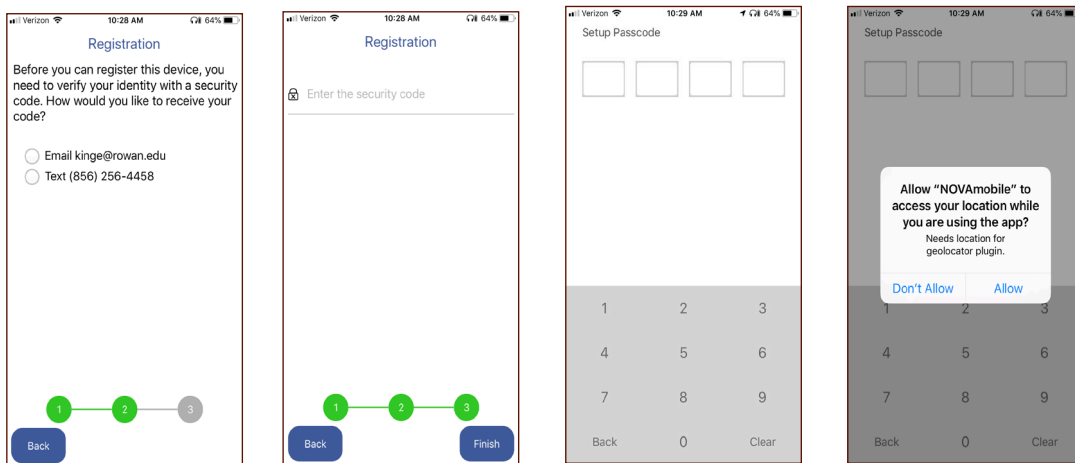 Verizon 10:28 AM 64%
Registration
Before you can register this device, you
need to verify your identity with a security
code. How would you like to receive your
code?
Email kinge@rowan.edu
Text (856) 256-4458
1 2 3
Back
Verizon 10:28 AM 64%
Registration
Enter the security code
1 2 3
Back Finish
Verizon 10:29 AM 64%
Setup Passcode
1 2 3
4 5 6
7 8 9
Back 0 Clear
Verizon 10:29 AM 64%
Setup Passcode
Allow “NOVAmobile” to
access your location while
you are using the app?
Needs location for
geolocator plugin.
Don't Allow Allow
1 2 3
4 5 6
7 8 9
Back 0 Clear